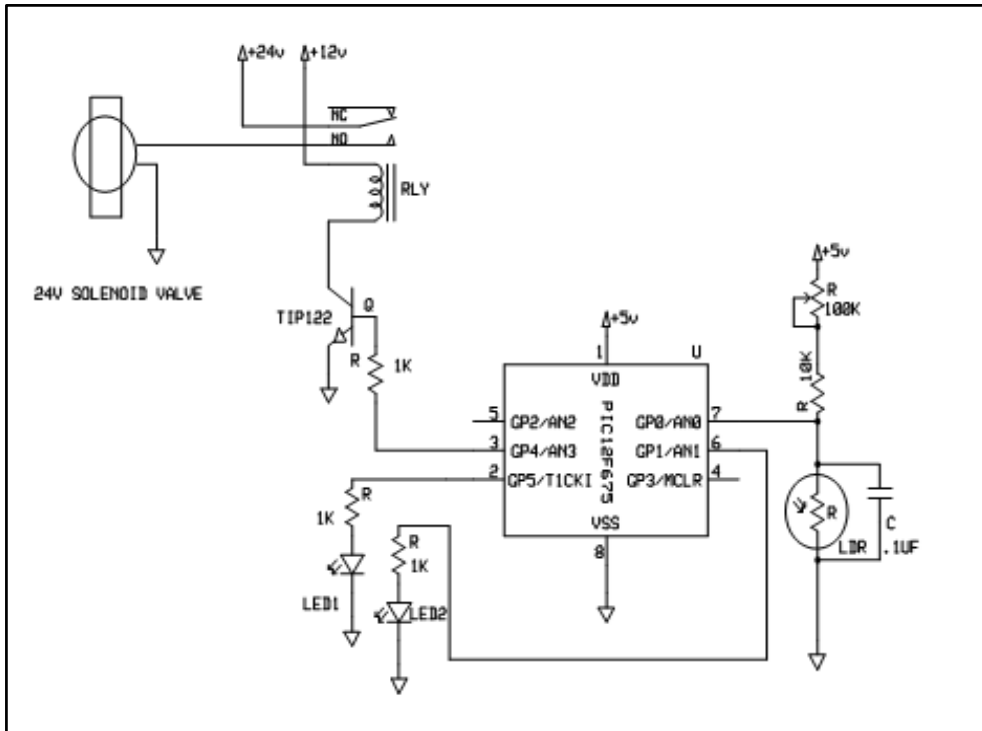 +24v
+12v
NC
NO
RLY
24V SOLENOID VALVE
TIP122
Q
R
1K
+5v
1
U
VDD
PIC12F675
5
GP2/AN2
GP0/AN0
7
3
GP4/AN3
GP1/AN1
6
2
GP5/T1CKI
GP3/MCLR
4
VSS
8
R
1K
LED1
R
1K
LED2
+5v
R
100K
10K
R
R
LDR
C
.1UF